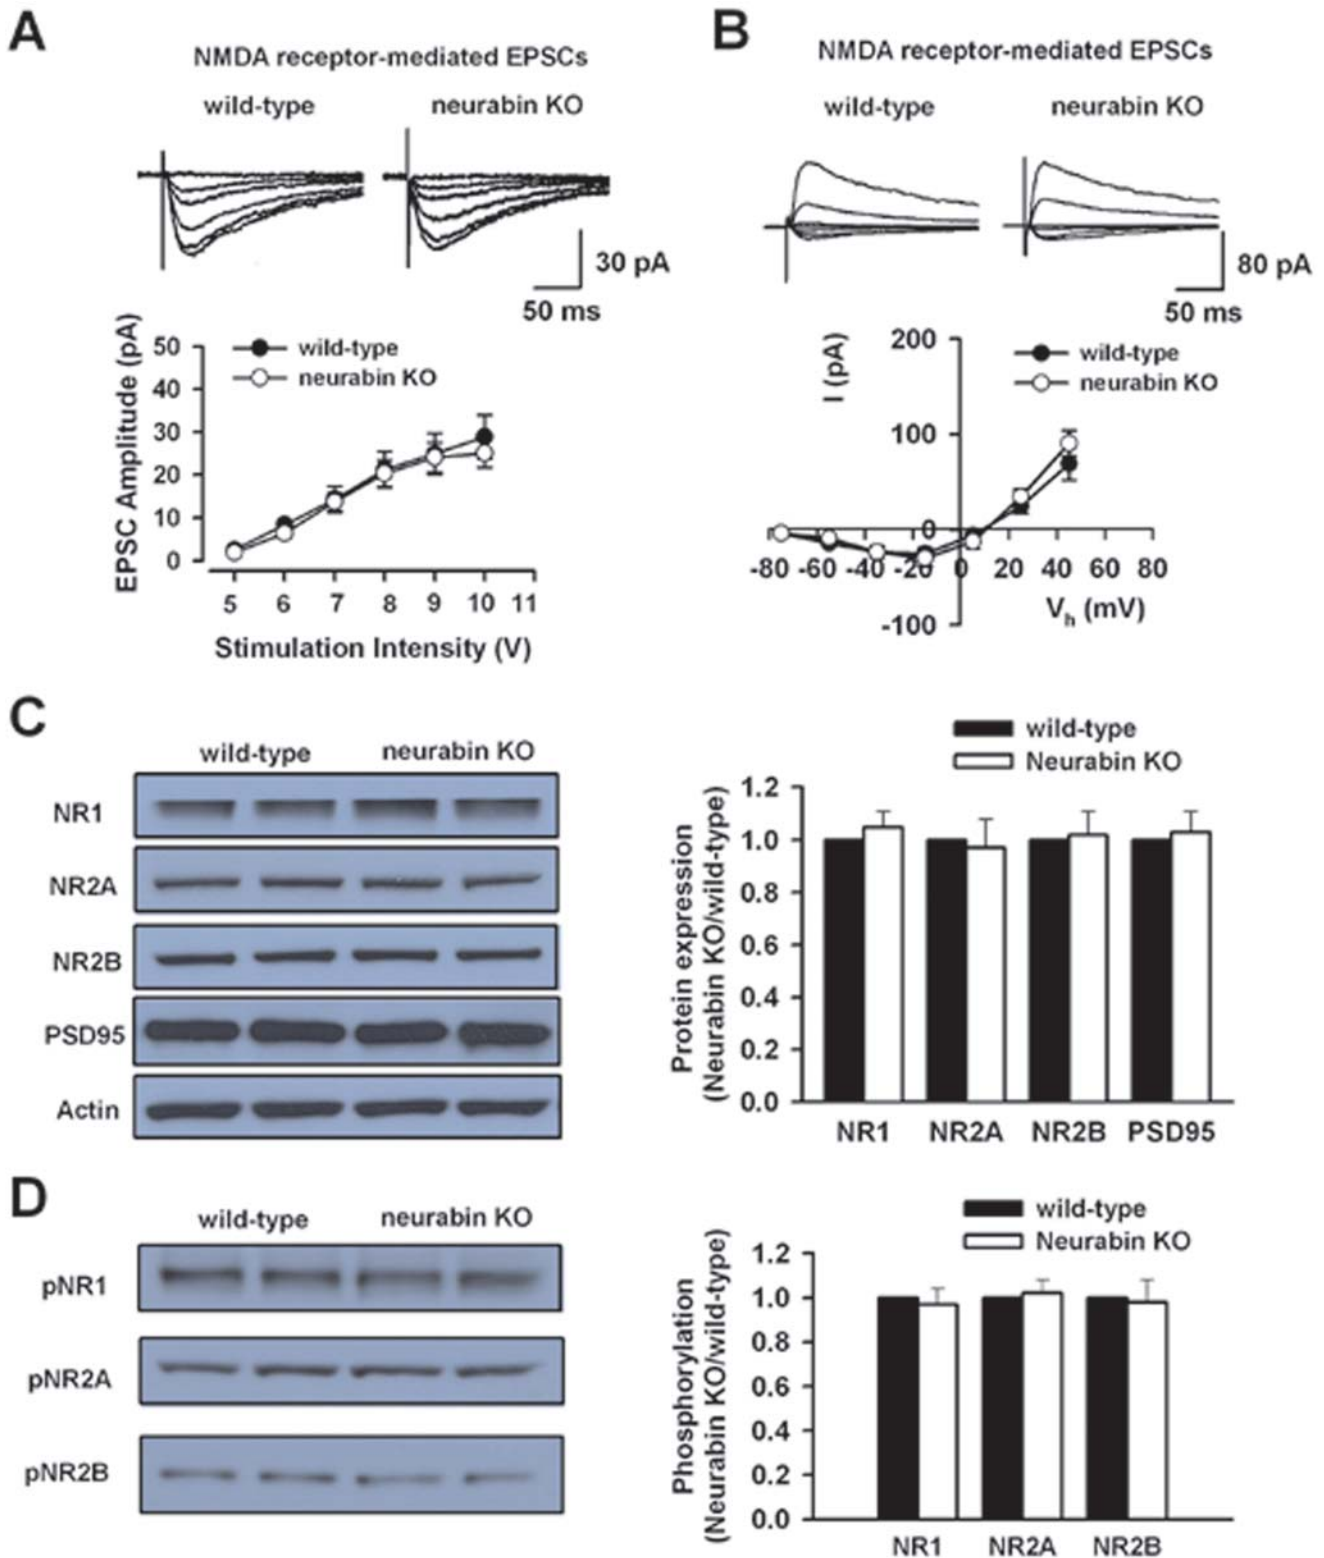 A
NMDA receptor-mediated EPSCs
wild-type neurabin KO
30 pA
50 ms
EPSC Amplitude (pA)
50
40
30
20
10
0
wild-type
neurabin KO
5 6 7 8 9 10 11
Stimulation Intensity (V)
B
NMDA receptor-mediated EPSCs
wild-type neurabin KO
80 pA
50 ms
I (pA)
200
100
0
-100
wild-type
neurabin KO
-80 -60 -40 -20 0 20 40 60 80
Vh (mV)
C
wild-type neurabin KO
NR1
NR2A
NR2B
PSD95
Actin
wild-type
Neurabin KO
Protein expression
(Neurabin KO/wild-type)
1.2
1.0
0.8
0.6
0.4
0.2
0.0
NR1 NR2A NR2B PSD95
D
wild-type neurabin KO
pNR1
pNR2A
pNR2B
wild-type
Neurabin KO
Phosphorylation
(Neurabin KO/wild-type)
1.2
1.0
0.8
0.6
0.4
0.2
0.0
NR1 NR2A NR2B